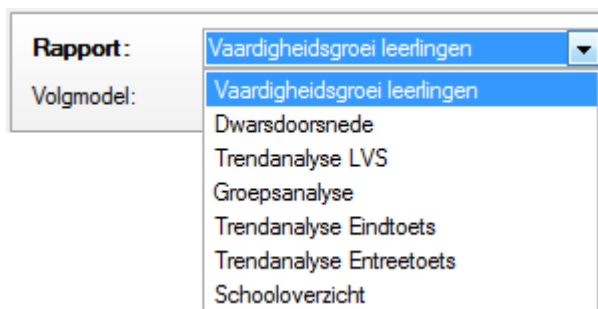 Rapport: Vaardigheidsgroei leerlingen
Volgmodel: Vaardigheidsgroei leerlingen
Dwarsdoorsnede
Trendanalyse LVS
Groepsanalyse
Trendanalyse Eindtoets
Trendanalyse Entreetoets
Schooloverzicht